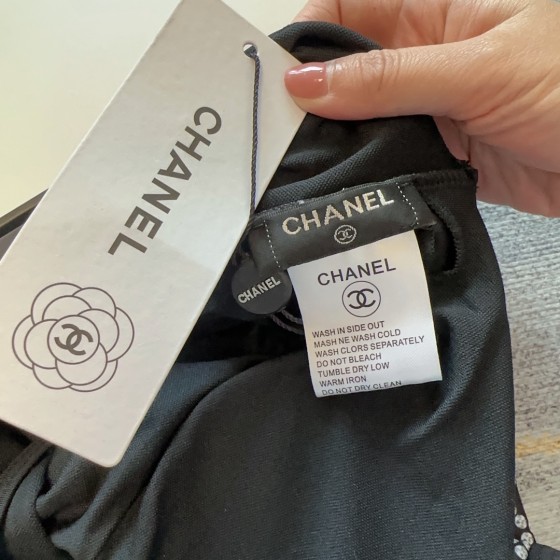 CHANEL
CHANEL
CHANEL
CHANEL
WASH IN SIDE OUT
MASH NE WASH COLD
WASH CLORS SEPARATELY
DO NOT BLEACH
TUMBLE DRY LOW
WARM IRON
DO NOT DRY CLEAN